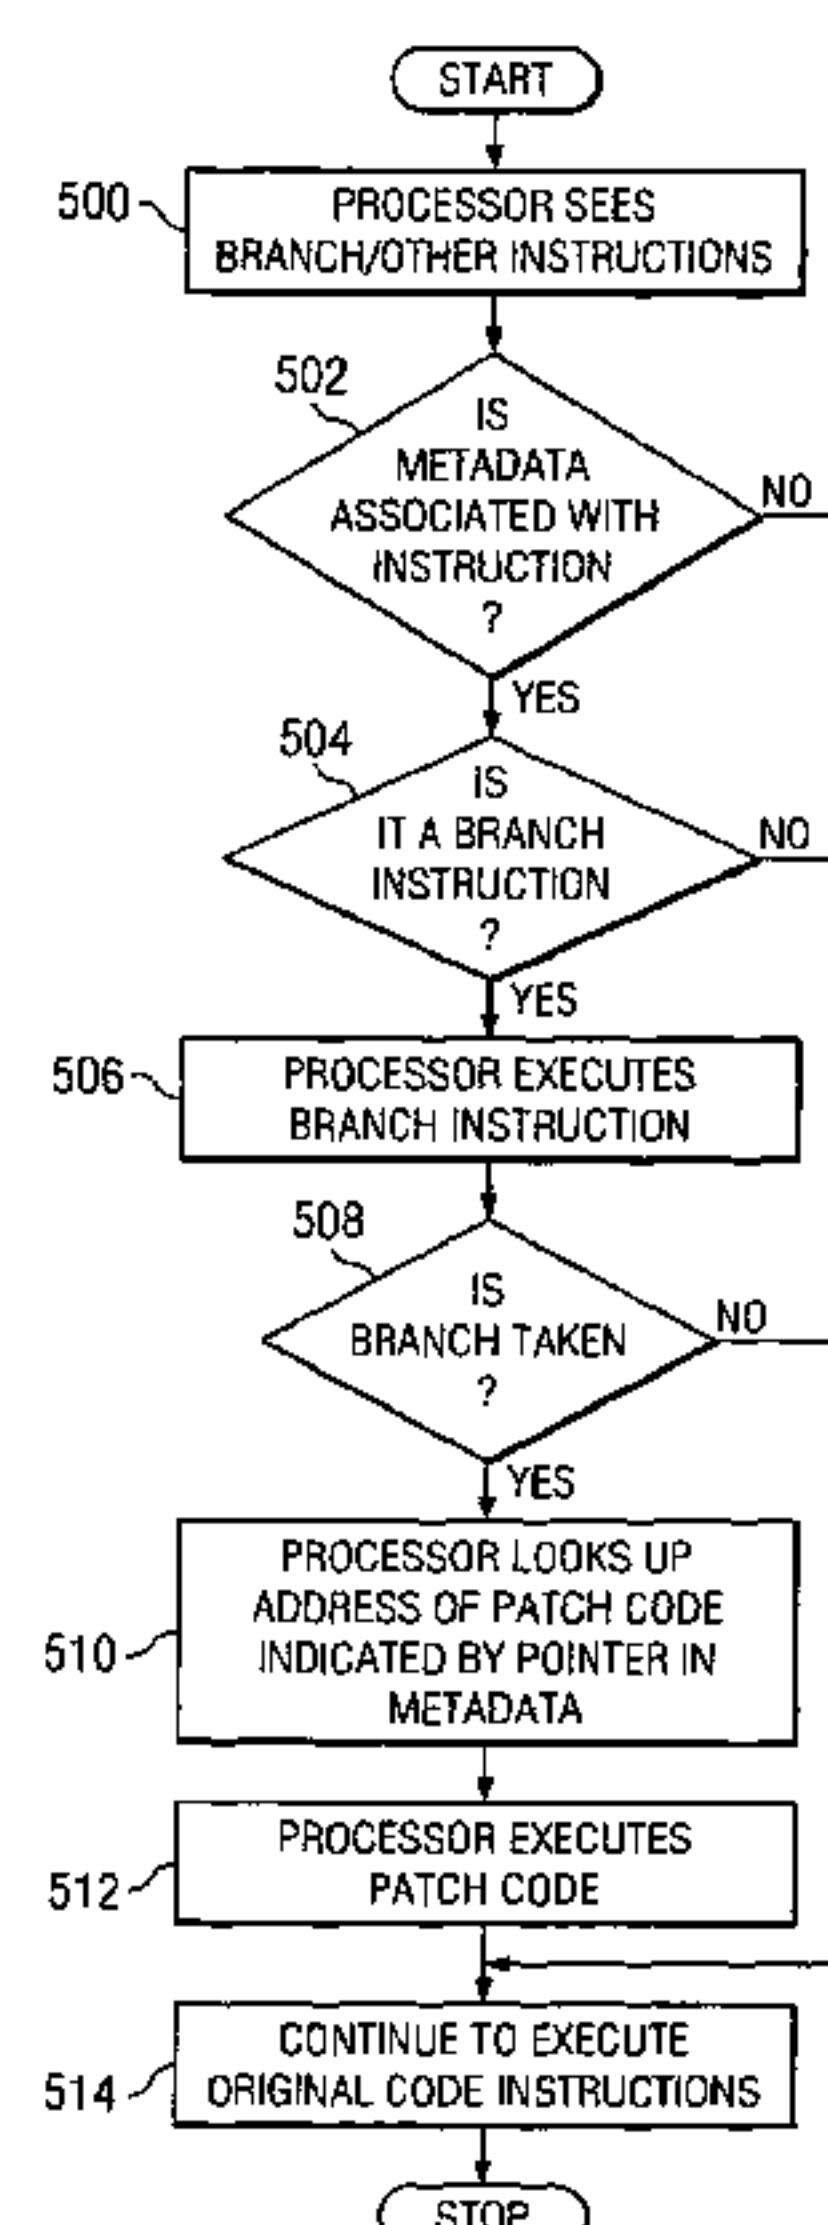 START
500
PROCESSOR SEES
BRANCH/OTHER INSTRUCTIONS
502
IS
METADATA
ASSOCIATED WITH
INSTRUCTION
?
NO
YES
504
IS
IT A BRANCH
INSTRUCTION
?
NO
YES
506
PROCESSOR EXECUTES
BRANCH INSTRUCTION
508
IS
BRANCH TAKEN
?
NO
YES
510
PROCESSOR LOOKS UP
ADDRESS OF PATCH CODE
INDICATED BY POINTER IN
METADATA
512
PROCESSOR EXECUTES
PATCH CODE
514
CONTINUE TO EXECUTE
ORIGINAL CODE INSTRUCTIONS
STOP